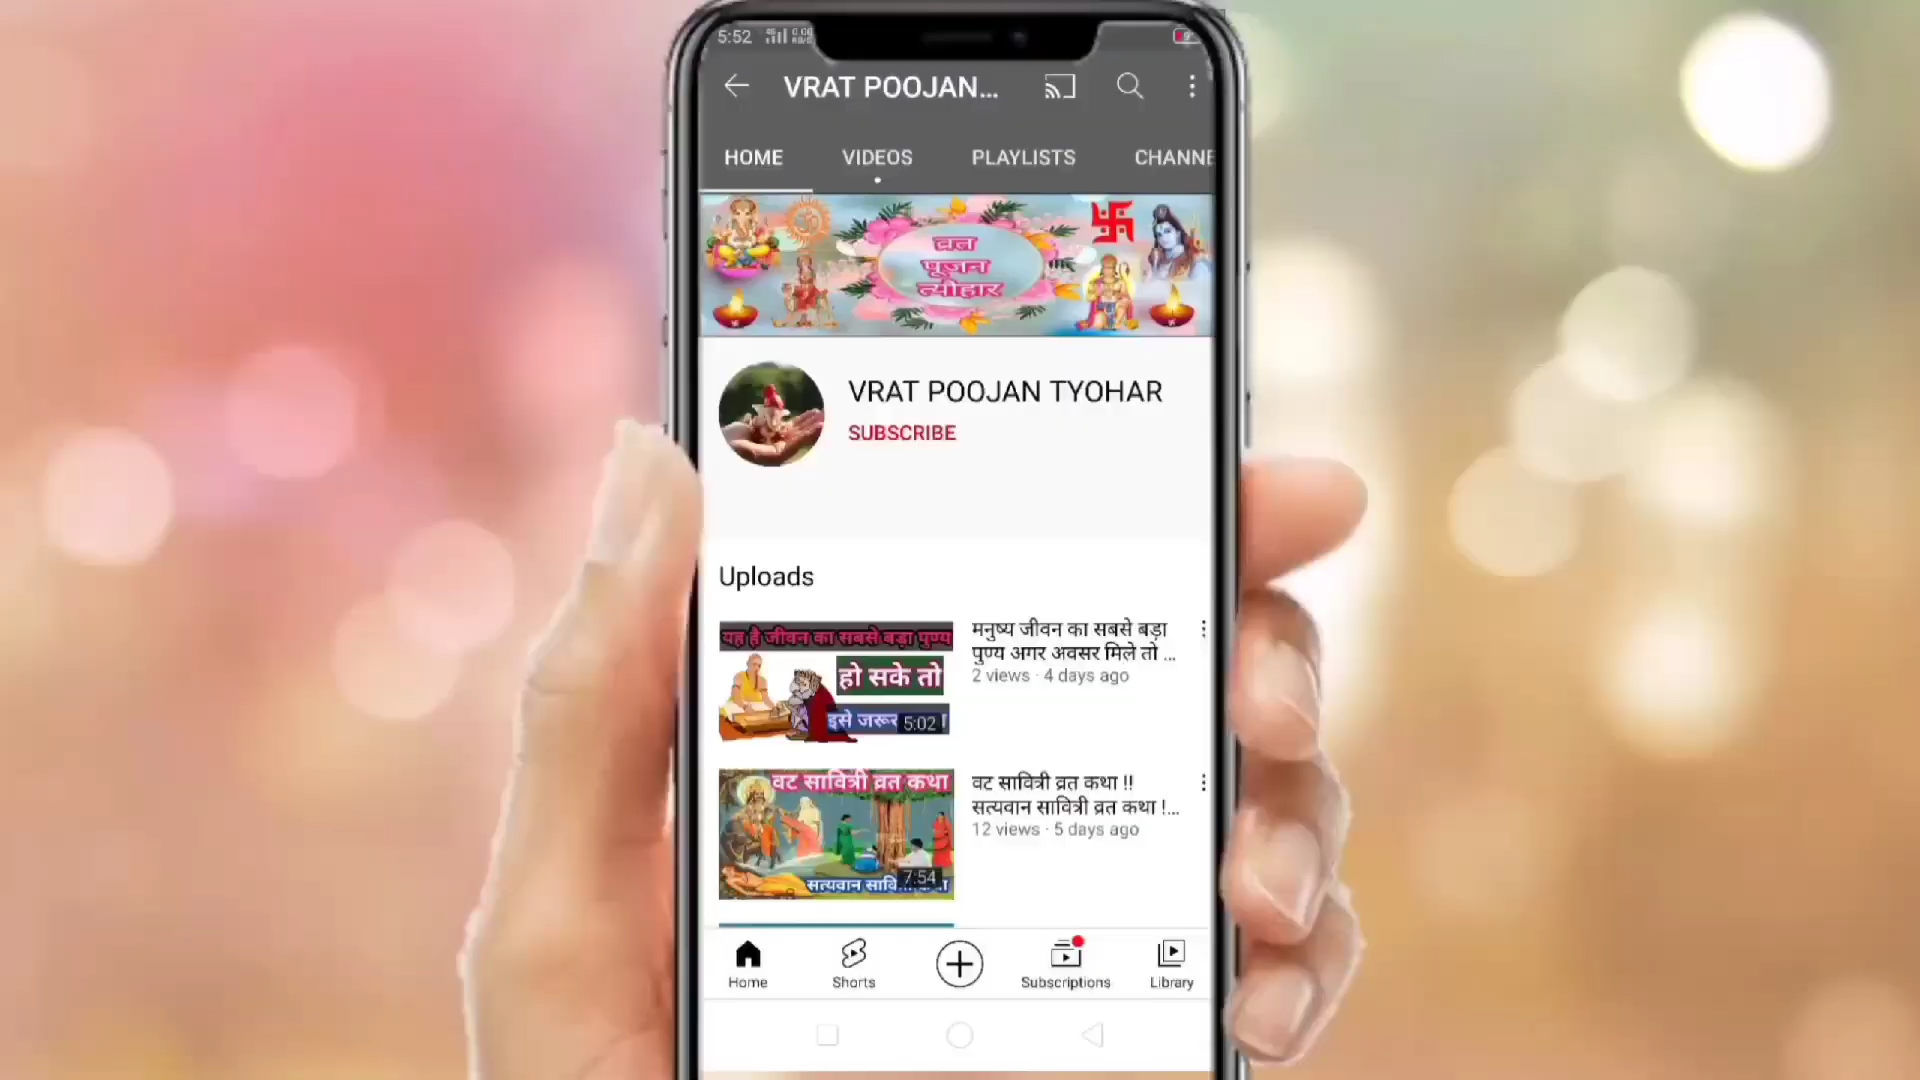 5:52
VRAT POOJAN...
HOME VIDEOS PLAYLISTS CHANNE
व्रत
पूजन
त्योहार
VRAT POOJAN TYOHAR
SUBSCRIBE
Uploads
यह है जीवन का सबसे बड़ा पुण्य
हो सके तो
इसे जरूर
5:02
मनुष्य जीवन का सबसे बड़ा
पुण्य अगर अवसर मिले तो ...
2 views · 4 days ago
वट सावित्री व्रत कथा
सत्यवान
7:54
वट सावित्री व्रत कथा !!
सत्यवान सावित्री व्रत कथा !...
12 views · 5 days ago
Home Shorts Subscriptions Library